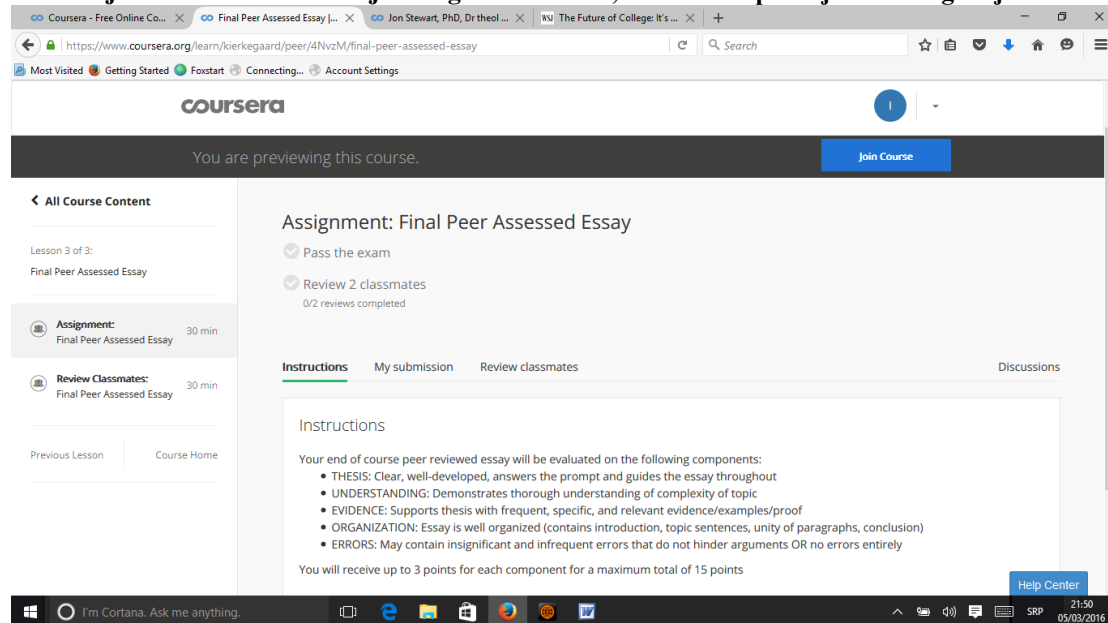 Coursera - Free Online Co...
Final Peer Assessed Essay |...
Jon Stewart, PhD, Dr theol ...
WSJ The Future of College: It's ...
https://www.coursera.org/learn/kierkegaard/peer/4NvzM/final-peer-assessed-essay
Search
Most Visited Getting Started Foxstart Connecting... Account Settings
coursera
I
You are previewing this course.
Join Course
All Course Content
Lesson 3 of 3:
Final Peer Assessed Essay
Assignment:
Final Peer Assessed Essay
30 min
Review Classmates:
Final Peer Assessed Essay
30 min
Previous Lesson
Course Home
Assignment: Final Peer Assessed Essay
Pass the exam
Review 2 classmates
0/2 reviews completed
Instructions My submission Review classmates Discussions
Instructions
Your end of course peer reviewed essay will be evaluated on the following components:
• THESIS: Clear, well-developed, answers the prompt and guides the essay throughout
• UNDERSTANDING: Demonstrates thorough understanding of complexity of topic
• EVIDENCE: Supports thesis with frequent, specific, and relevant evidence/examples/proof
• ORGANIZATION: Essay is well organized (contains introduction, topic sentences, unity of paragraphs, conclusion)
• ERRORS: May contain insignificant and infrequent errors that do not hinder arguments OR no errors entirely
You will receive up to 3 points for each component for a maximum total of 15 points
Help Center
I'm Cortana. Ask me anything.
SRP
21:50
05/03/2016